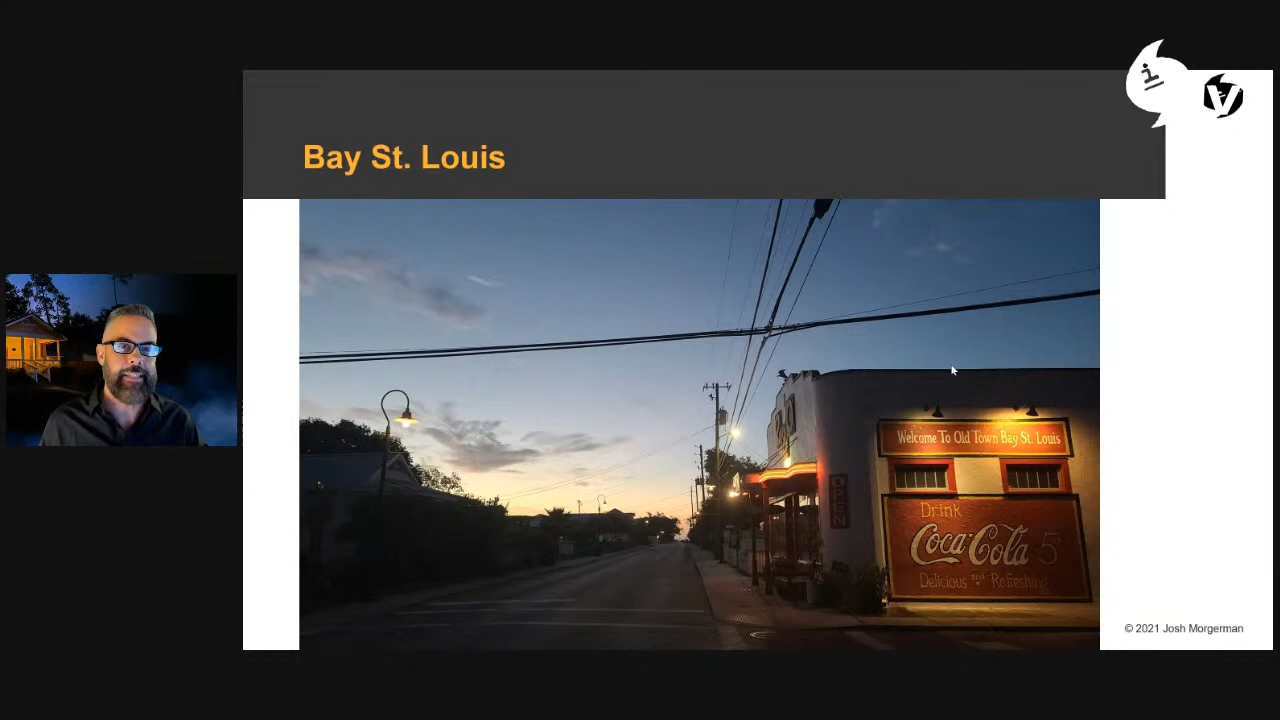 Bay St. Louis
Welcome To Old Town Bay St. Louis
OPEN
Drink
Coca-Cola 5¢
Delicious and Refreshing
© 2021 Josh Morgerman